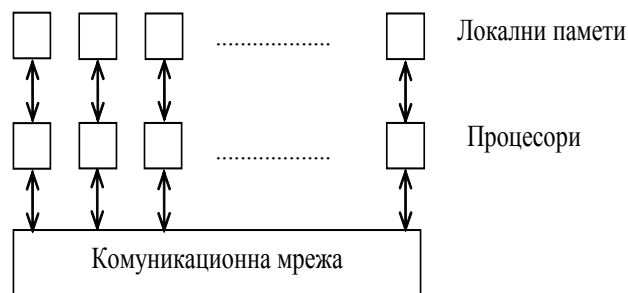 Локални памети
Процесори
Комуникационна мрежа